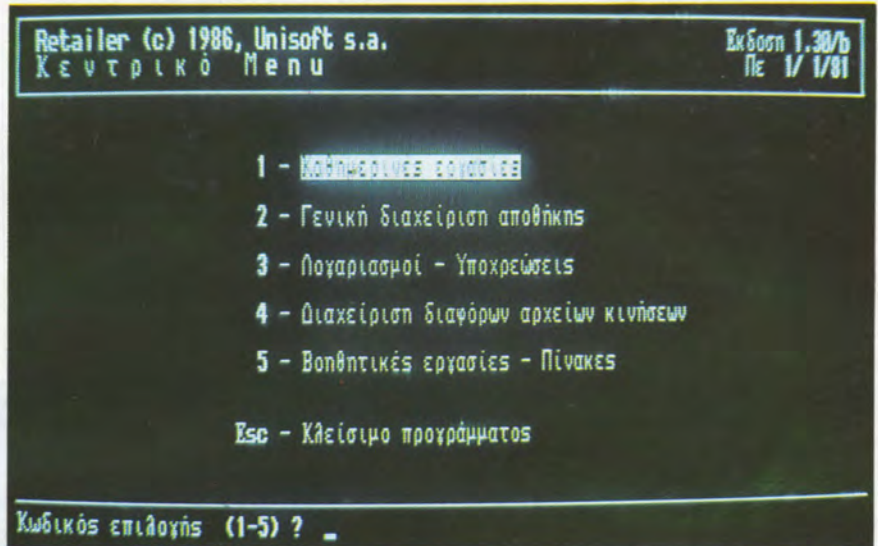 Retailer (c) 1986, Unisoft s.a.
Κεντρικό Menu
Έκδοση 1.30/b
Πε 1/ 1/81
1 - Καθημερινές εργασίες
2 - Γενική διαχείριση αποθήκης
3 - Λογαριασμοί - Υποχρεώσεις
4 - Διαχείριση διαφόρων αρχείων κινήσεων
5 - Βοηθητικές εργασίες - Πίνακες
Esc - Κλείσιμο προγράμματος
Κωδικός επιλογής (1-5) ? _